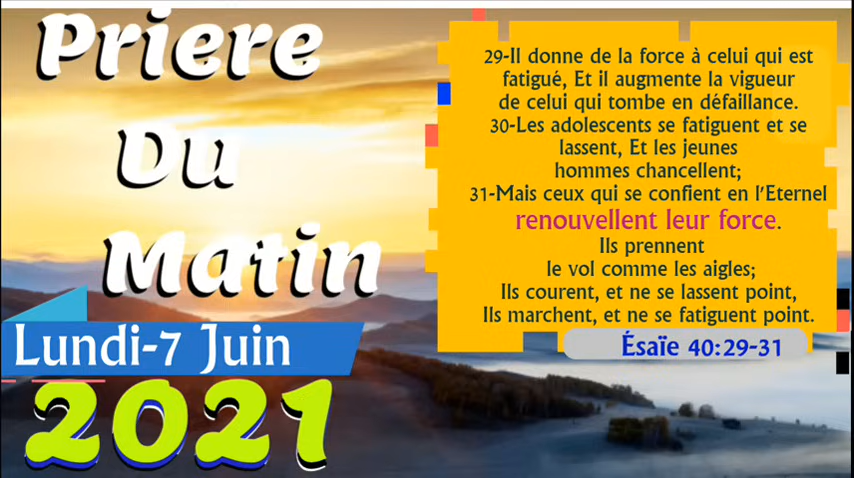 Priere
Du
Matin
Lundi-7 Juin
2021
29-Il donne de la force à celui qui est
fatigué, Et il augmente la vigueur
de celui qui tombe en défaillance.
30-Les adolescents se fatiguent et se
lassent, Et les jeunes
hommes chancellent;
31-Mais ceux qui se confient en l'Eternel
renouvellent leur force.
Ils prennent
le vol comme les aigles;
Ils courent, et ne se lassent point,
Ils marchent, et ne se fatiguent point.
Ésaïe 40:29-31